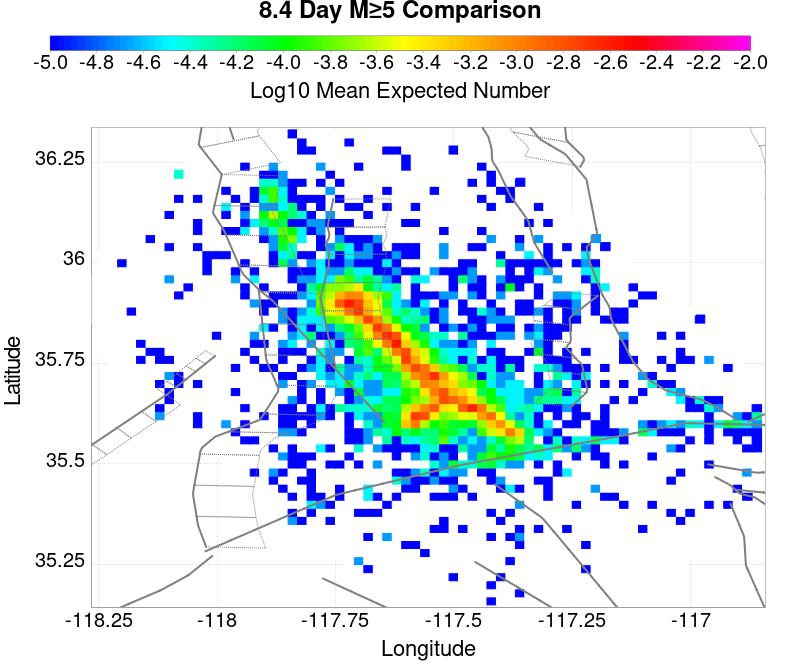 8.4 Day M≥5 Comparison
-5.0 -4.8 -4.6 -4.4 -4.2 -4.0 -3.8 -3.6 -3.4 -3.2 -3.0 -2.8 -2.6 -2.4 -2.2 -2.0
Log10 Mean Expected Number
36.25
36
35.75
35.5
35.25
Latitude
-118.25 -118 -117.75 -117.5 -117.25 -117
Longitude